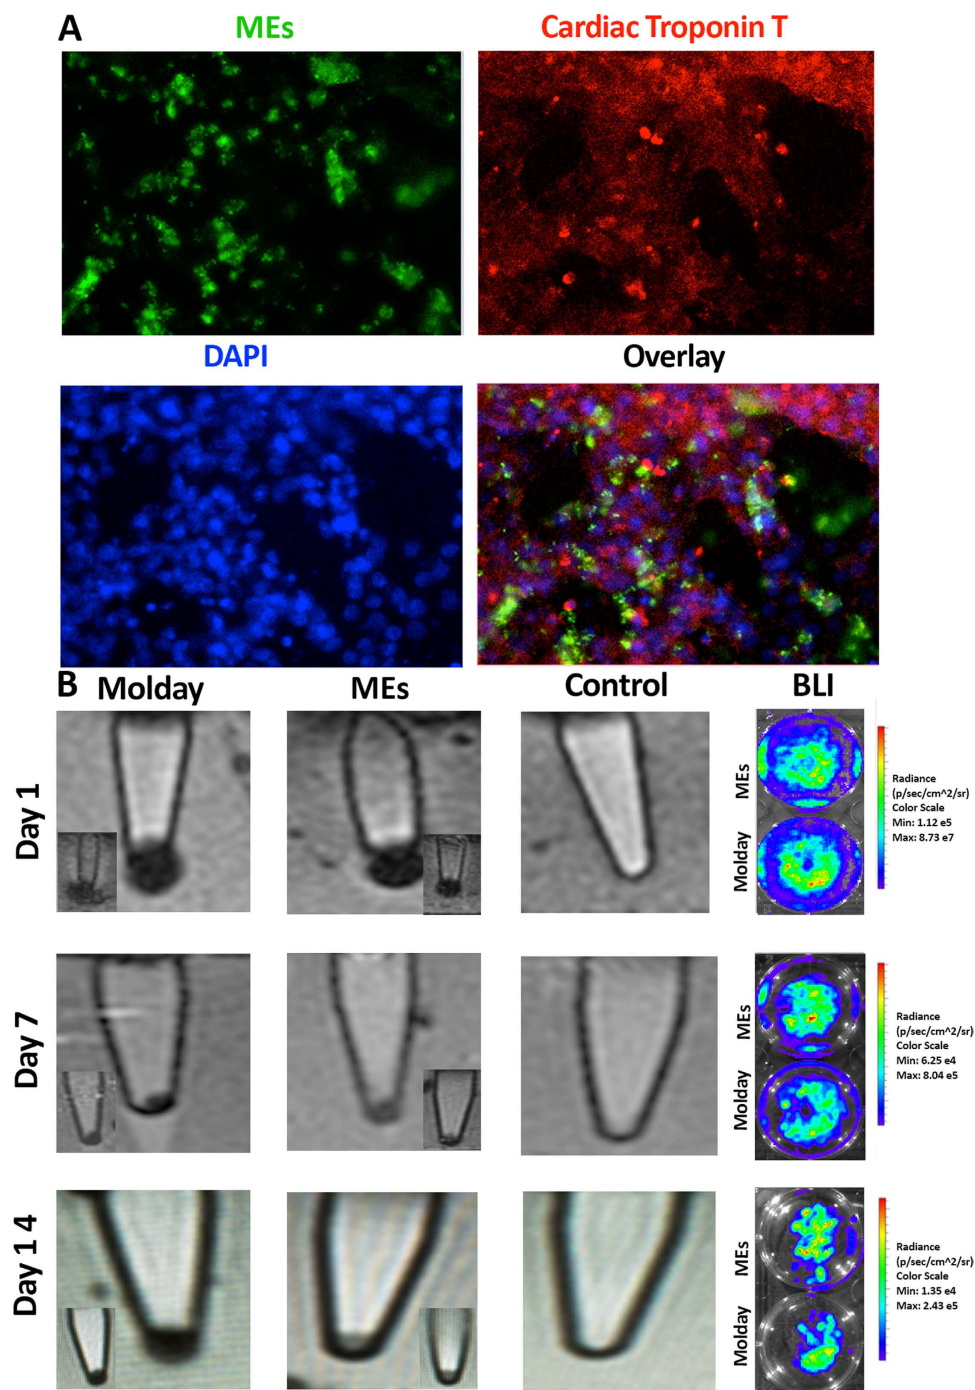 A
MEs
Cardiac Troponin T
DAPI
Overlay
B
Molday
MEs
Control
BLI
Day 1
MEs
Molday
Radiance
(p/sec/cm^2/sr)
Color Scale
Min: 1.12 e5
Max: 8.73 e7
Day 7
MEs
Molday
Radiance
(p/sec/cm^2/sr)
Color Scale
Min: 6.25 e4
Max: 8.04 e5
Day 1 4
MEs
Molday
Radiance
(p/sec/cm^2/sr)
Color Scale
Min: 1.35 e4
Max: 2.43 e5